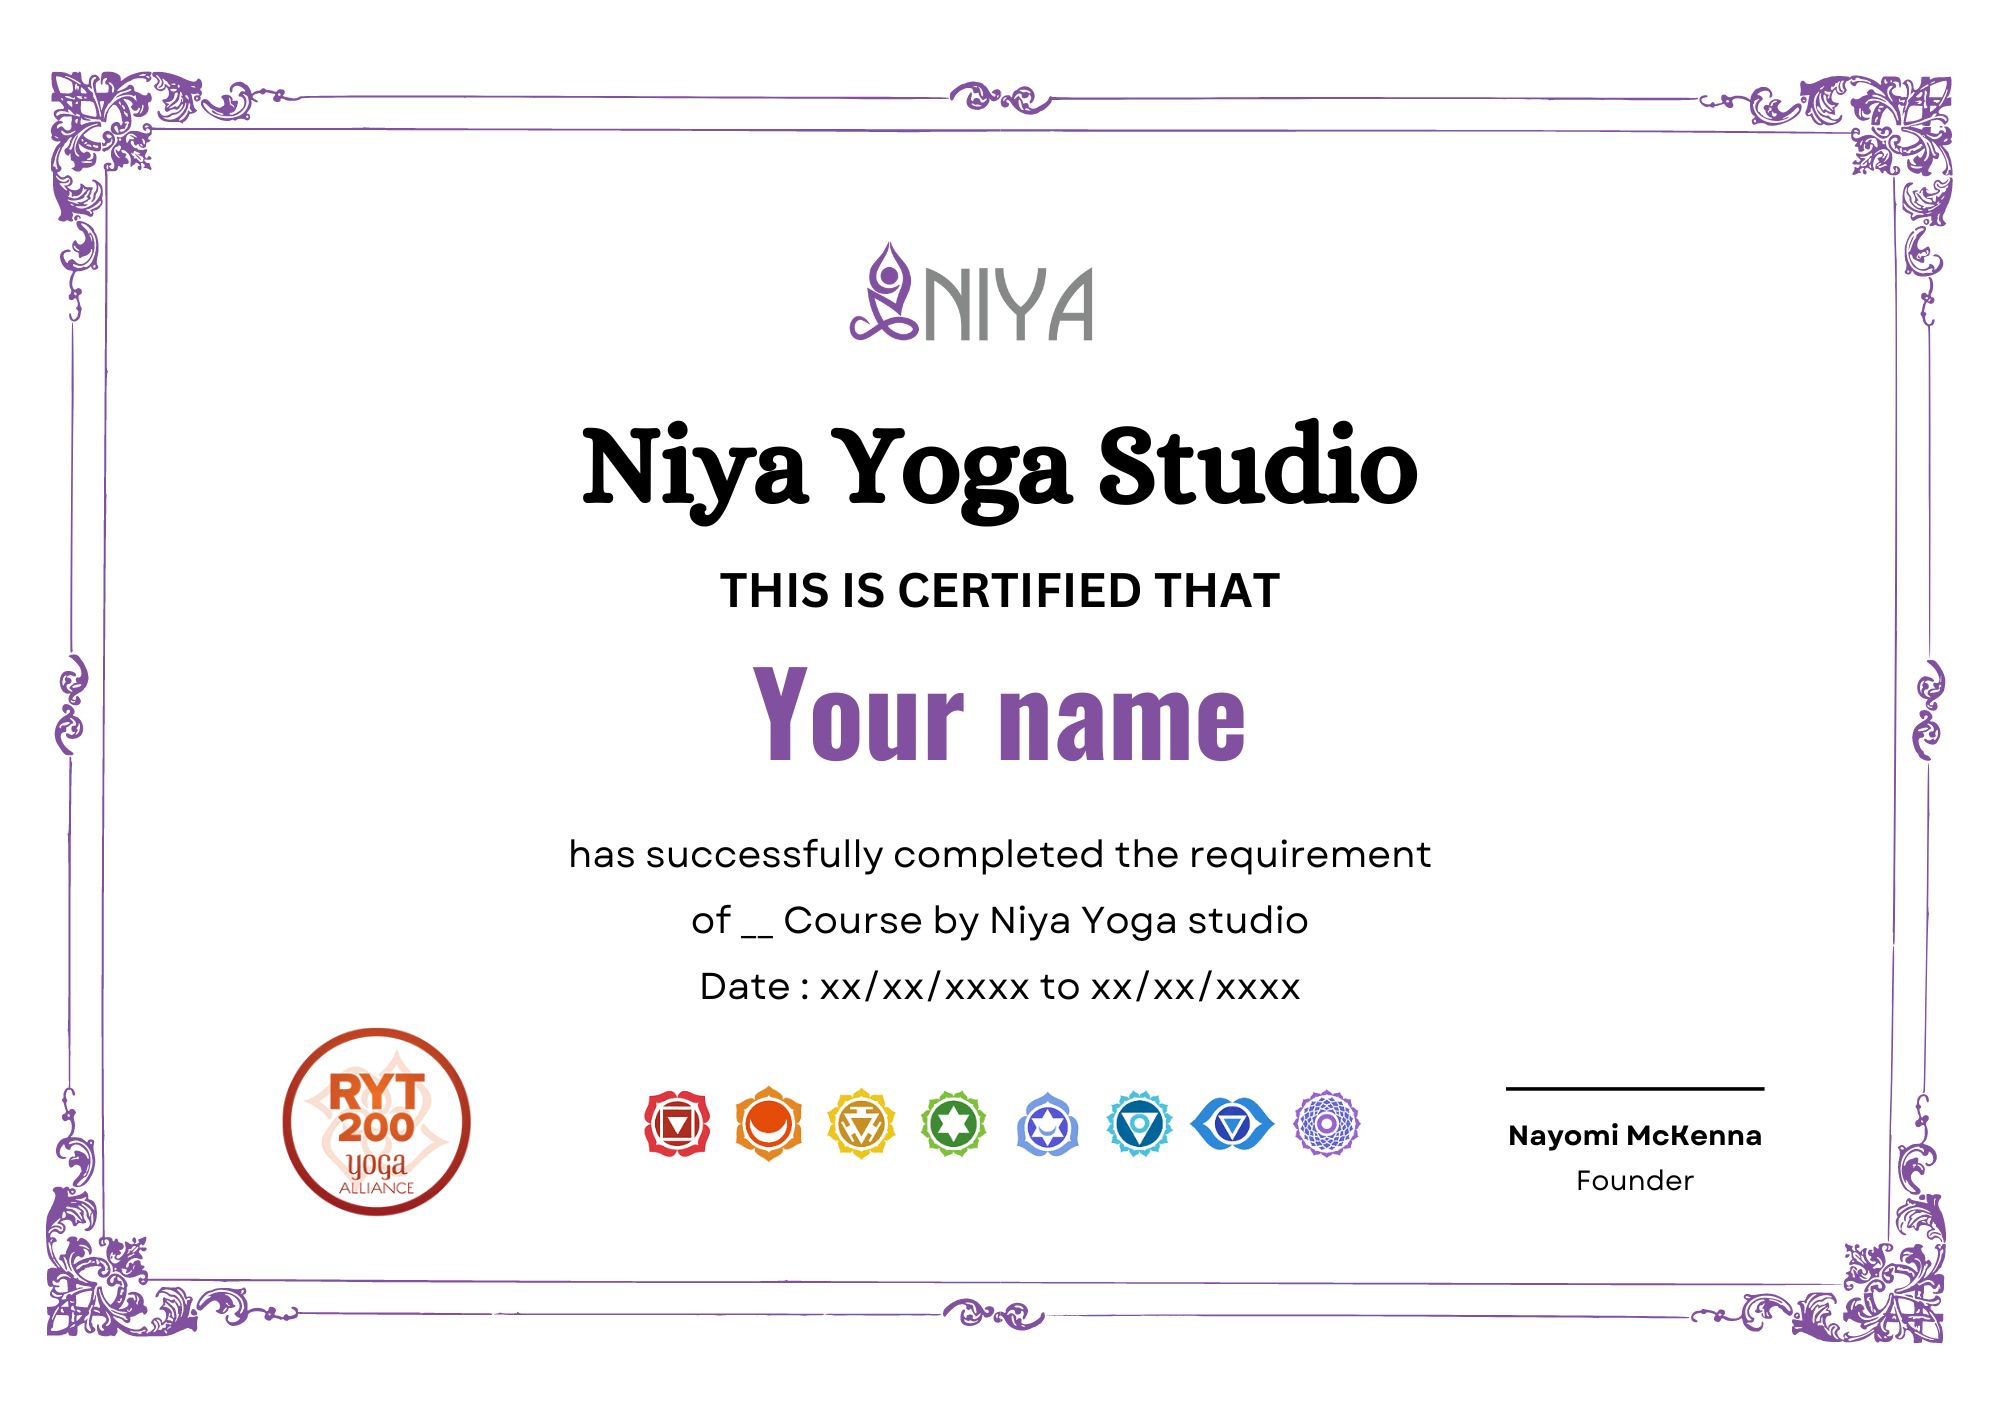 NIYA
Niya Yoga Studio
THIS IS CERTIFIED THAT
Your name
has successfully completed the requirement
of __ Course by Niya Yoga studio
Date : xx/xx/xxxx to xx/xx/xxxx
RYT
200
yoga
ALLIANCE
Nayomi McKenna
Founder